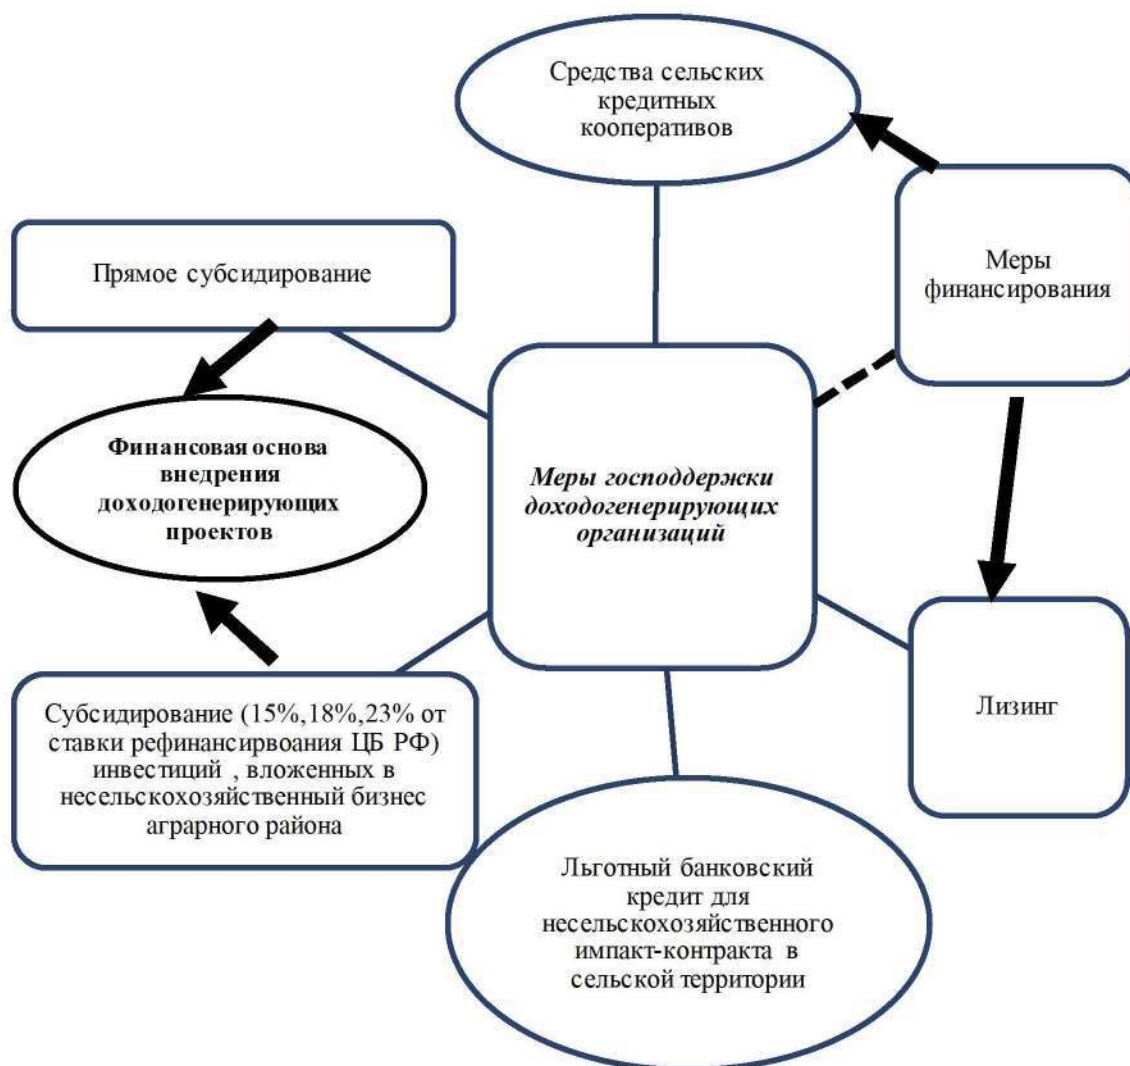 Средства сельских
кредитных
кооперативов
Прямое субсидирование
Меры
финансирования
Финансовая основа
внедрения
доходогенерирующих
проектов
Меры господдержки
доходогенерирующих
организаций
Субсидирование (15%,18%,23% от
ставки рефинансирвоания ЦБ РФ)
инвестиций , вложенных в
несельскохозяйственный бизнес
аграрного района
Лизинг
Льготный банковский
кредит для
несельскохозяйственного
импакт-контракта в
сельской территории